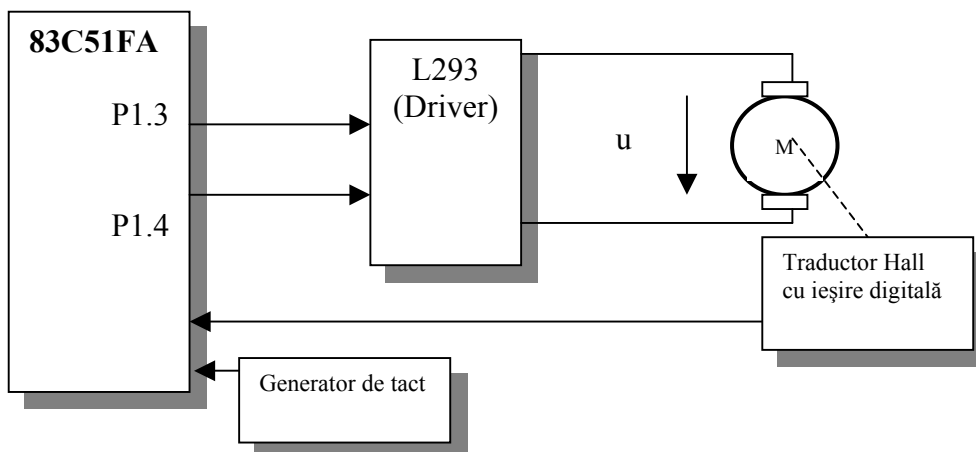 83C51FA
P1.3
P1.4
L293
(Driver)
u
M
Traductor Hall
cu ieşire digitală
Generator de tact